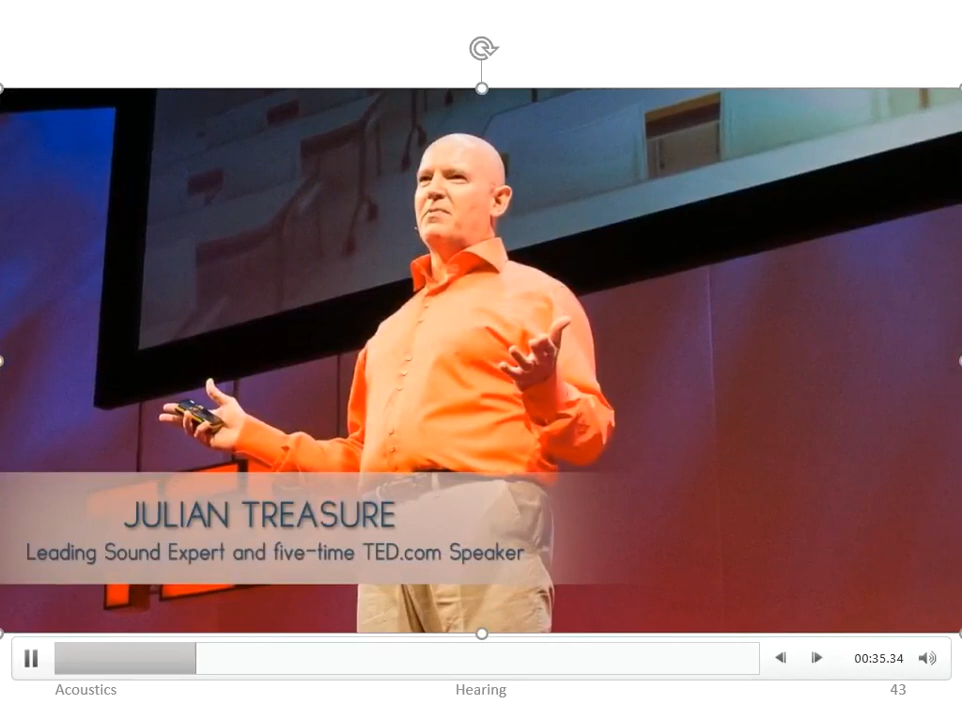 JULIAN TREASURE
Leading Sound Expert and five-time TED.com Speaker
00:35.34
Acoustics
Hearing
43